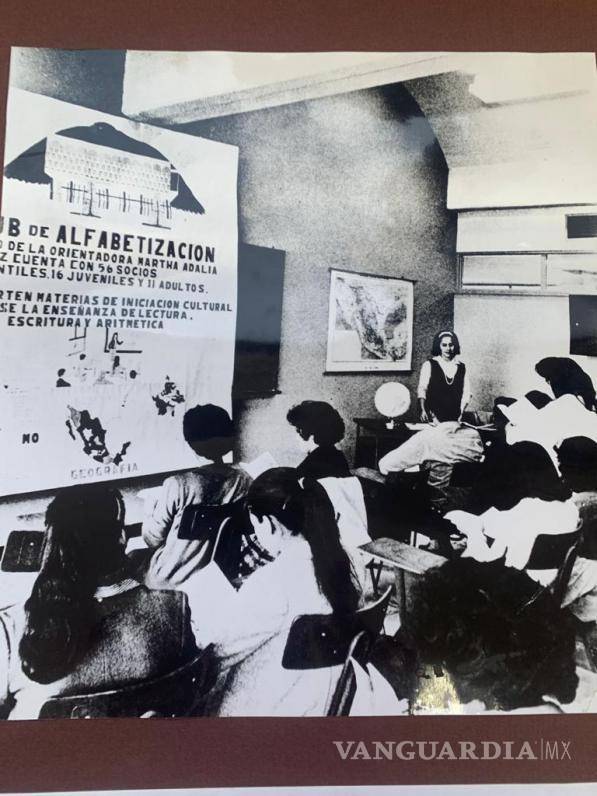 UB DE ALFABETIZACION
O DE LA ORIENTADORA MARTHA ADALIA
Z CUENTA CON 56 SOCIOS
NTILES. 16 JUVENILES Y 11 ADULTOS.
RTEN MATERIAS DE INICIACION CULTURAL
SE LA ENSEÑANZA DE LECTURA,
ESCRITURA Y ARITMETICA
NO
GEOGRAFIA
VANGUARDIA|MX